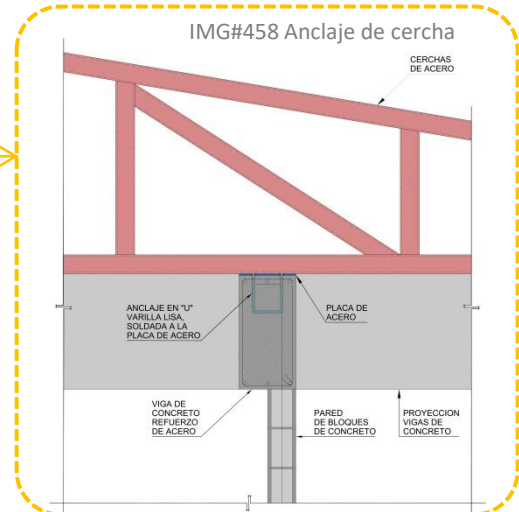 IMG#458 Anclaje de cercha
CERCHAS
DE ACERO
ANCLAJE EN "U"
VARILLA LISA,
SOLDADA A LA
PLACA DE ACERO
PLACA DE
ACERO
VIGA DE
CONCRETO
REFUERZO
DE ACERO
PARED
DE BLOQUES
DE CONCRETO
PROYECCION
VIGAS DE
CONCRETO